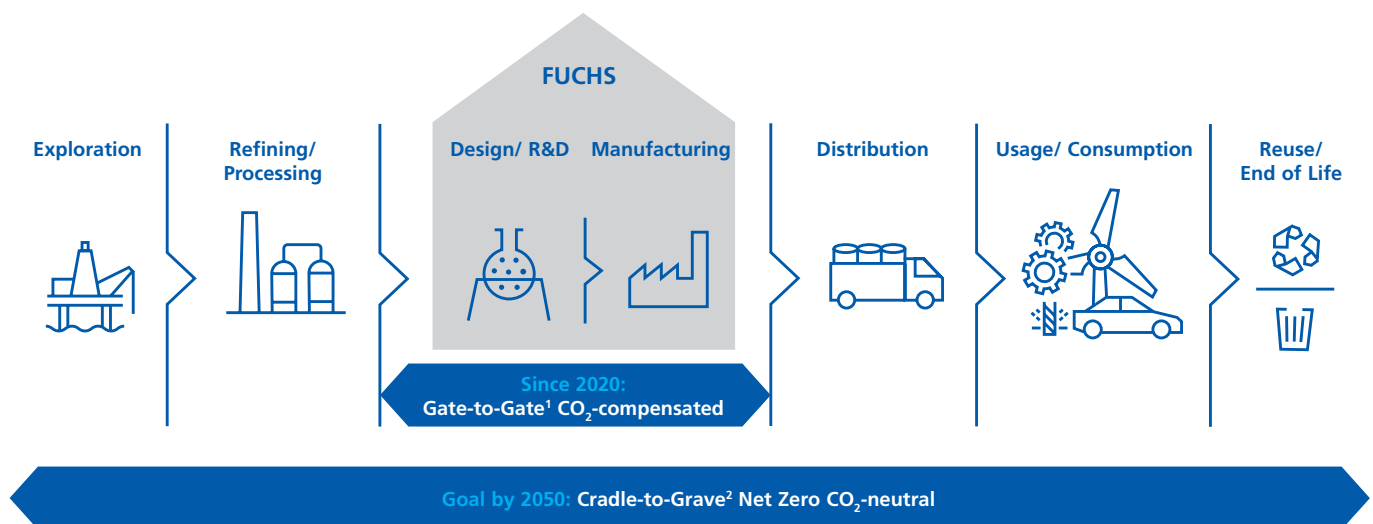 FUCHS
Exploration
Refining/
Processing
Design/ R&D
Manufacturing
Distribution
Usage/ Consumption
Reuse/
End of Life
Since 2020:
Gate-to-Gate¹ CO₂-compensated
Goal by 2050: Cradle-to-Grave² Net Zero CO₂-neutral